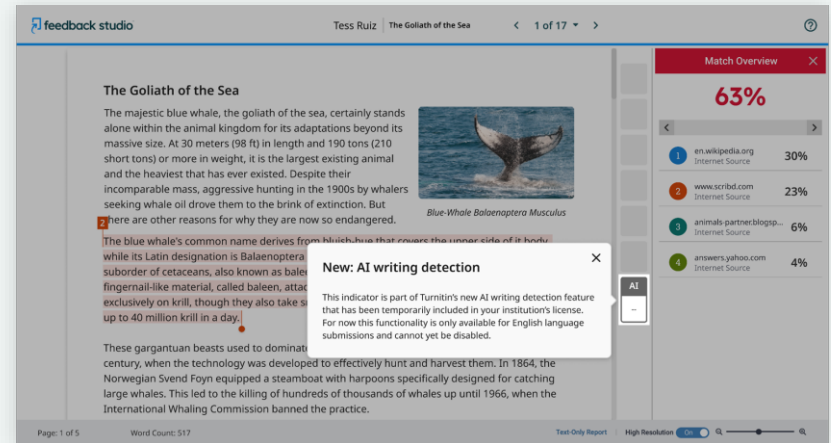 feedback studio
Tess Ruiz The Goliath of the Sea
1 of 17
The Goliath of the Sea
The majestic blue whale, the goliath of the sea, certainly stands
alone within the animal kingdom for its adaptations beyond its
massive size. At 30 meters (98 ft) in length and 190 tons (210
short tons) or more in weight, it is the largest existing animal
and the heaviest that has ever existed. Despite their
incomparable mass, aggressive hunting in the 1900s by whalers
seeking whale oil drove them to the brink of extinction. But
there are other reasons for why they are now so endangered.
Blue-Whale Balaenoptera Musculus
2
The blue whale's common name derives from bluish-hue that covers the upper side of it body,
while its Latin designation is Balaenoptera
suborder of cetaceans, also known as
fingernail-like material, called baleen,
exclusively on krill, though they also take
up to 40 million krill in a day.
These gargantuan beasts used to
century, when the technology was developed to effectively hunt and harvest them. In 1864, the
Norwegian Svend Foyn equipped a steamboat with harpoons specifically designed for catching
large whales. This led to the killing of hundreds of thousands of whales up until 1966, when the
International Whaling Commission banned the practice.
New: AI writing detection
This indicator is part of Turnitin's new AI writing detection feature
that has been temporarily included in your institution's license.
For now this functionality is only available for English language
submissions and cannot yet be disabled.
AI
--
Match Overview
63%
1 en.wikipedia.org 30%
Internet Source
2 www.scribd.com 23%
Internet Source
3 animals-partner.blogsp... 6%
Internet Source
4 answers.yahoo.com 4%
Internet Source
Page: 1 of 5 Word Count: 517 Text-Only Report High Resolution On